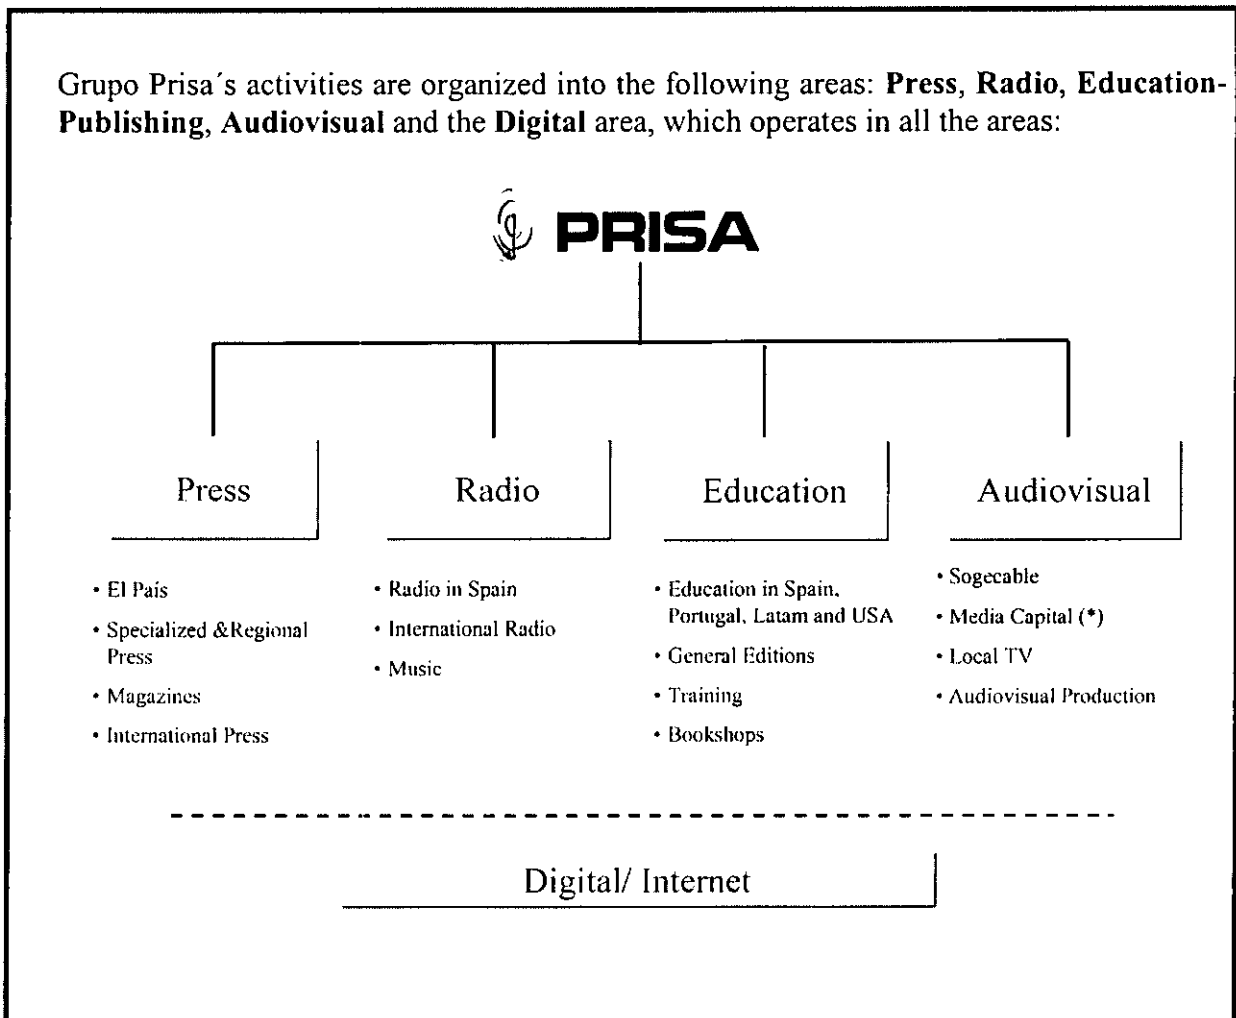 Grupo Prisa´s activities are organized into the following areas: Press, Radio, Education-
Publishing, Audiovisual and the Digital area, which operates in all the areas:
PRISA
Press
• El País
• Specialized &Regional
Press
• Magazines
• International Press
Radio
• Radio in Spain
• International Radio
• Music
Education
• Education in Spain,
Portugal, Latam and USA
• General Editions
• Training
• Bookshops
Audiovisual
• Sogecable
• Media Capital (*)
• Local TV
• Audiovisual Production
Digital/ Internet